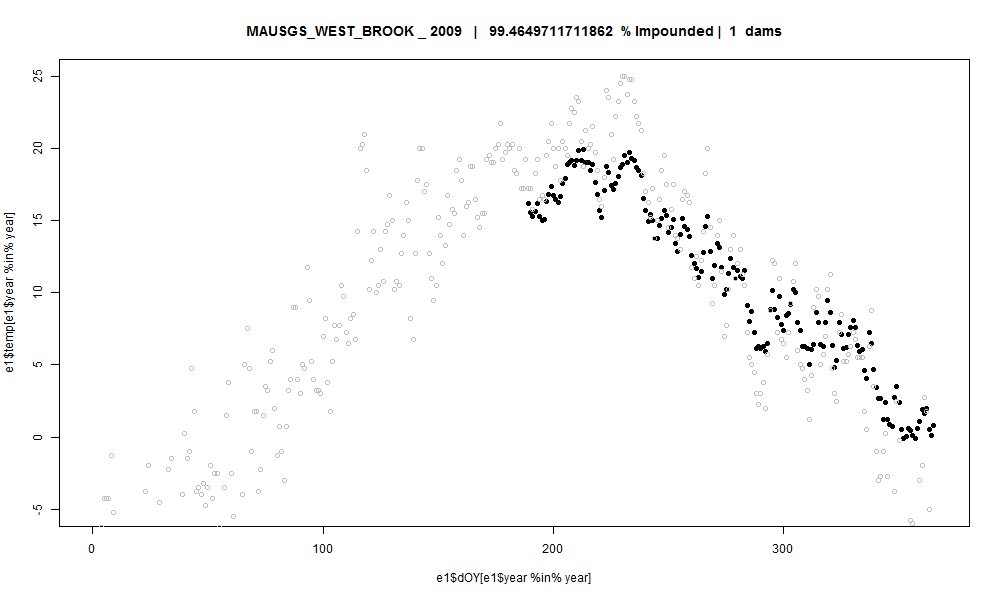 MAUSGS_WEST_BROOK _ 2009 | 99.4649711711862 % Impounded | 1 dams
25
20
15
10
5
0
-5
e1$temp[e1$year %in% year]
0 100 200 300
e1$dOY[e1$year %in% year]